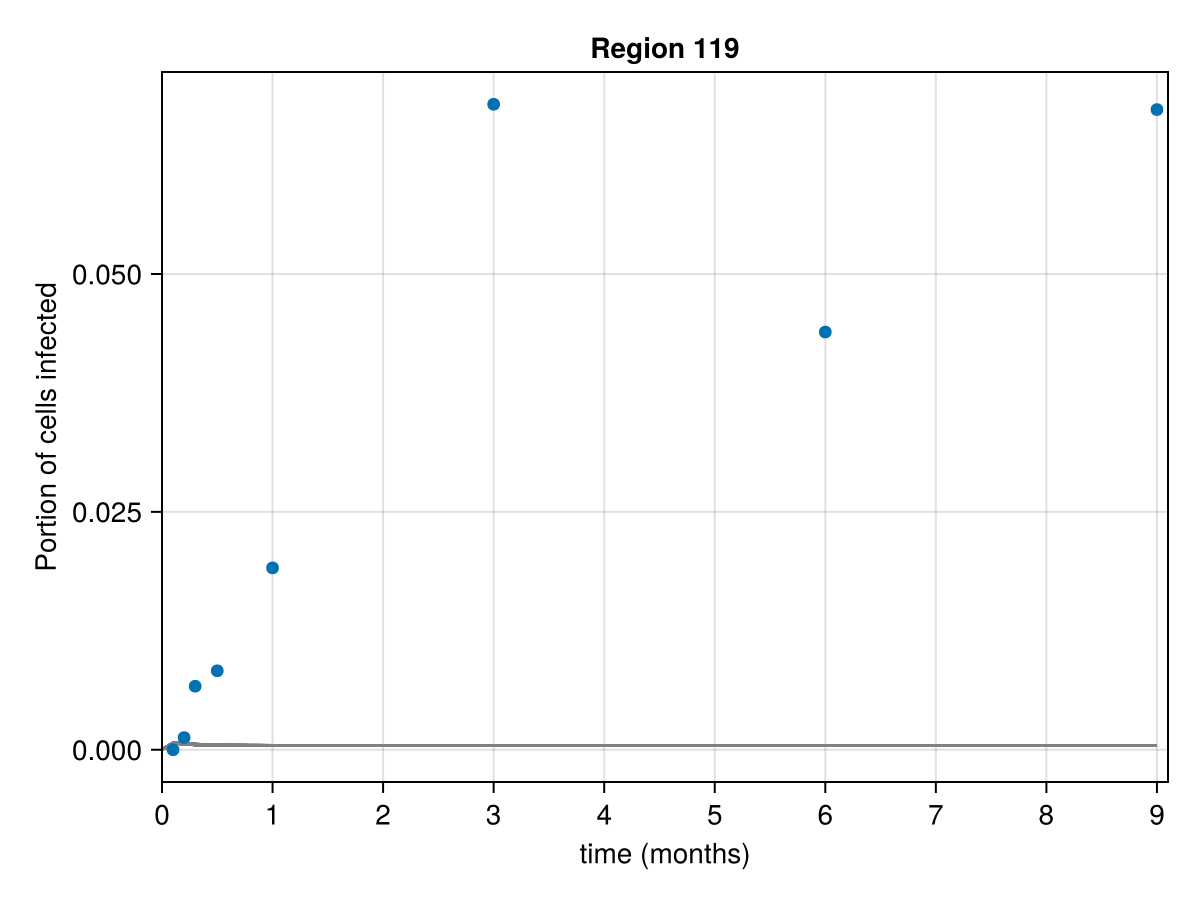 Region 119
Portion of cells infected
0.050
0.025
0.000
0 1 2 3 4 5 6 7 8 9
time (months)